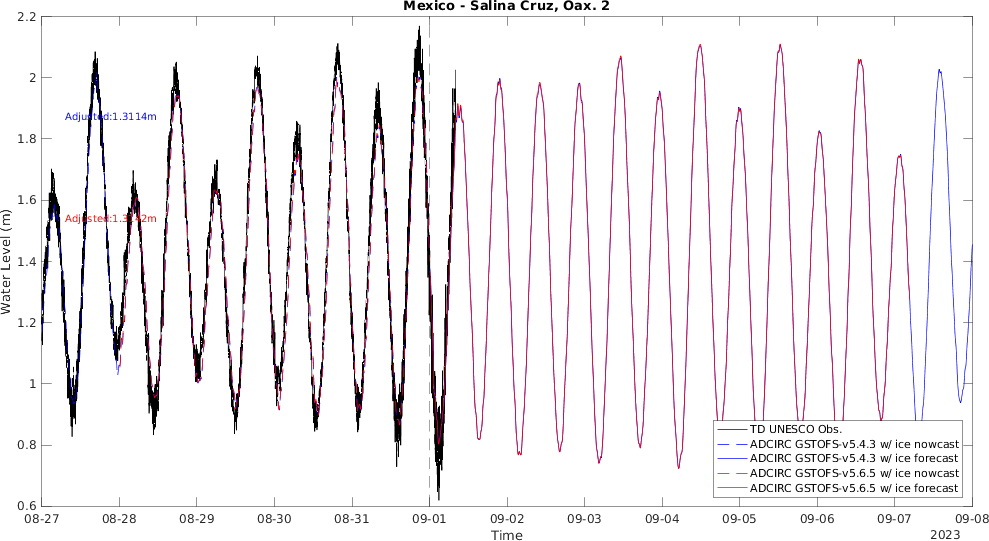 Mexico - Salina Cruz, Oax. 2
2.2
2
1.8
1.6
1.4
1.2
1
0.8
0.6
Water Level (m)
Adjusted:1.3114m
TD UNESCO Obs.
ADCIRC GSTOFS-v5.4.3 w/ ice nowcast
ADCIRC GSTOFS-v5.4.3 w/ ice forecast
ADCIRC GSTOFS-v5.6.5 w/ ice nowcast
ADCIRC GSTOFS-v5.6.5 w/ ice forecast
08-27
08-28
08-29
08-30
08-31
09-01
09-02
09-03
09-04
09-05
09-06
09-07
09-08
Time
2023